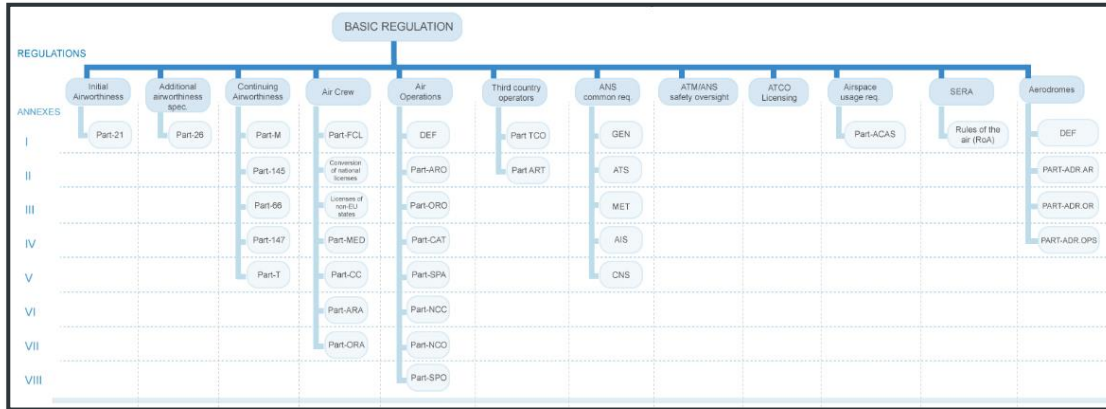 BASIC REGULATION
REGULATIONS
Initial
Airworthiness
Additional
airworthiness
spec.
Continuing
Airworthiness
Air Crew
Air
Operations
Third country
operators
ANS
common req.
ATM/ANS
safety oversight
ATCO
Licensing
Airspace
usage req.
SERA
Aerodromes
ANNEXES
I
Part-21
Part-26
Part-M
Part-FCL
DEF
Part TCO
GEN
Part-ACAS
Rules of the
air (RoA)
DEF
II
Part-145
Conversion
of national
licenses
Part-ARO
Part ART
ATS
PART-ADR.AR
III
Part-66
Licenses of
non-EU
states
Part-ORO
MET
PART-ADR.OR
IV
Part-147
Part-MED
Part-CAT
AIS
PART-ADR.OPS
V
Part-T
Part-CC
Part-SPA
CNS
VI
Part-ARA
Part-NCC
VII
Part-ORA
Part-NCO
VIII
Part-SPO